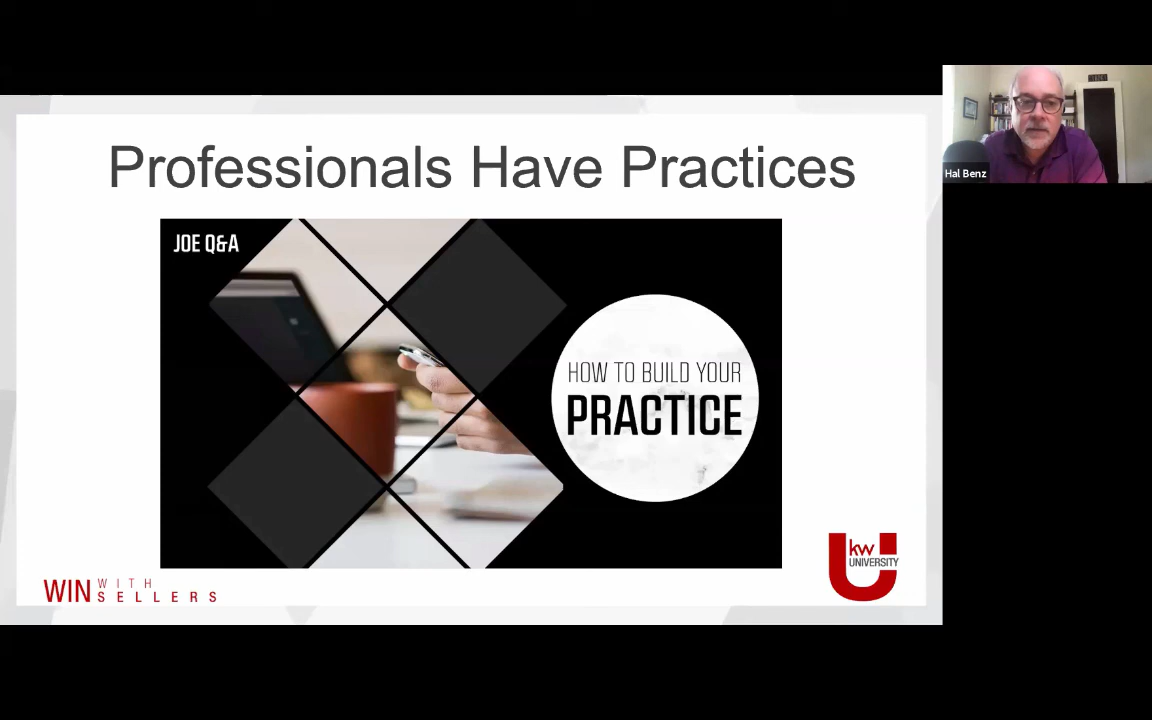 Professionals Have Practices
JOE Q&A
HOW TO BUILD YOUR
PRACTICE
WIN WITH
SELLERS
kw
UNIVERSITY
Hal Benz